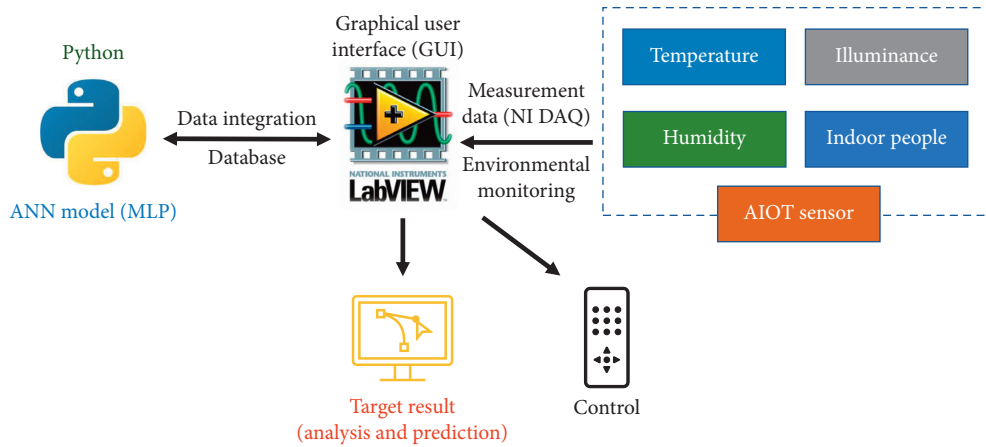 Python
ANN model (MLP)
Data integration
Database
Graphical user
interface (GUI)
NATIONAL INSTRUMENTS
LabVIEW
Measurement
data (NI DAQ)
Environmental
monitoring
Temperature
Illuminance
Humidity
Indoor people
AIOT sensor
Target result
(analysis and prediction)
Control